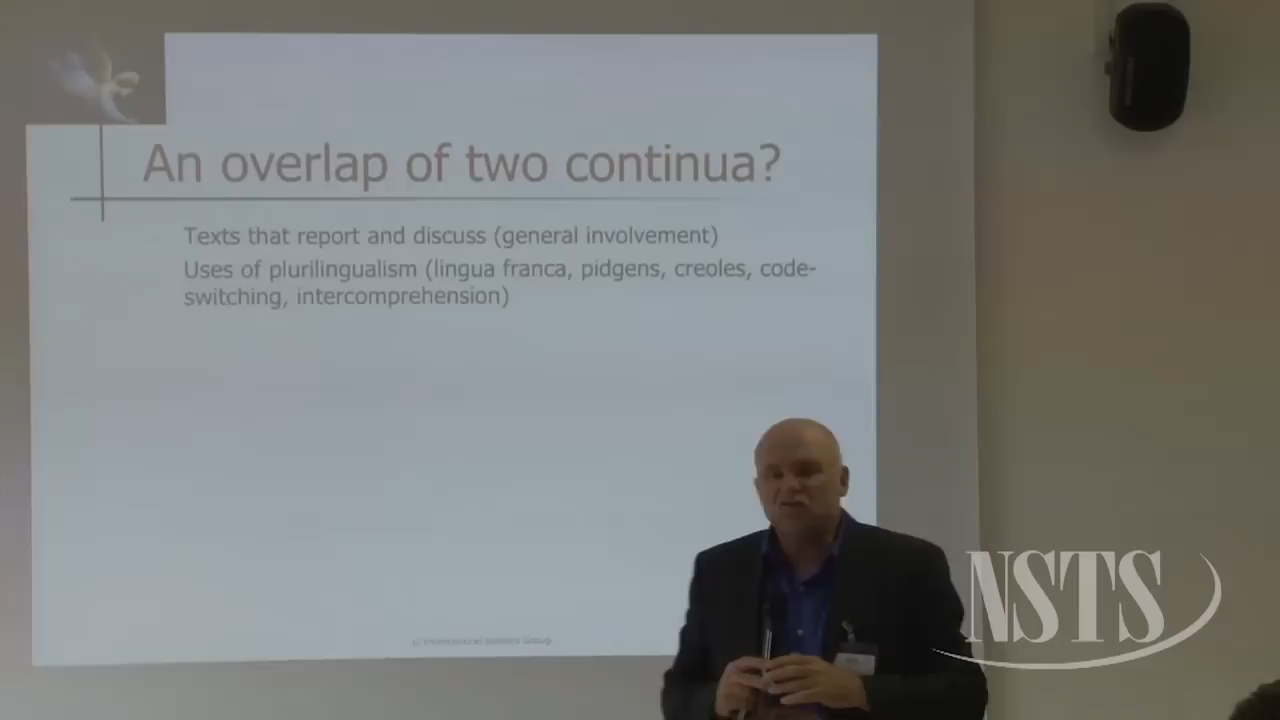 An overlap of two continua?
Texts that report and discuss (general involvement)
Uses of plurilingualism (lingua franca, pidgens, creoles, code-
switching, intercomprehension)
NSTS